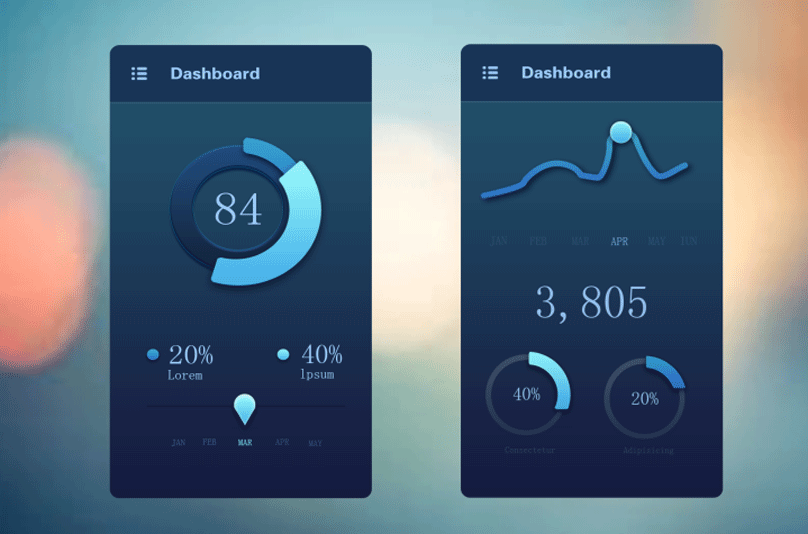 Dashboard
84
20% 40%
Lorem lpsum
JAN FEB MAR APR MAY
Dashboard
JAN FEB MAR APR MAY IUN
3,805
40% 20%
Consectetur Adipisicing